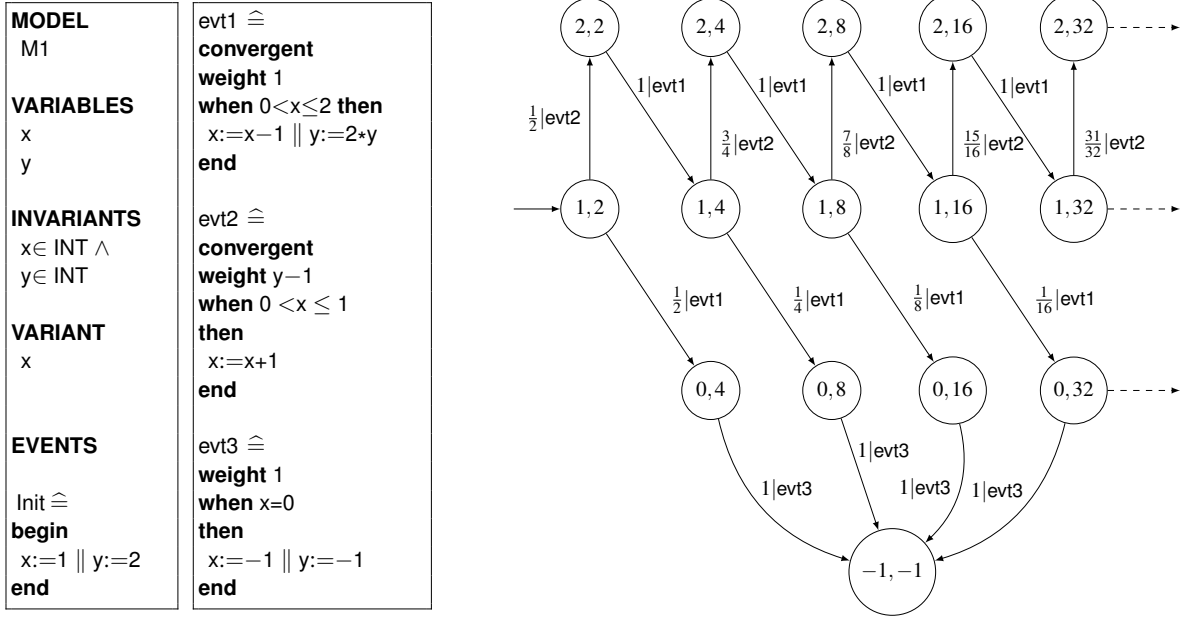 MODEL
M1
VARIABLES
x
y
INVARIANTS
x∈ INT ∧
y∈ INT
VARIANT
x
EVENTS
Init ≙
begin
x:=1 ∥ y:=2
end
evt1 ≙
convergent
weight 1
when 0<x≤2 then
x:=x−1 ∥ y:=2*y
end
evt2 ≙
convergent
weight y−1
when 0 <x ≤ 1
then
x:=x+1
end
evt3 ≙
weight 1
when x=0
then
x:=−1 ∥ y:=−1
end
2,2 2,4 2,8 2,16 2,32
1|evt1 1|evt1 1|evt1 1|evt1
1/2|evt2 3/4|evt2 7/8|evt2 15/16|evt2 31/32|evt2
1,2 1,4 1,8 1,16 1,32
1/2|evt1 1/4|evt1 1/8|evt1 1/16|evt1
0,4 0,8 0,16 0,32
1|evt3
1|evt3 1|evt3 1|evt3
−1,−1